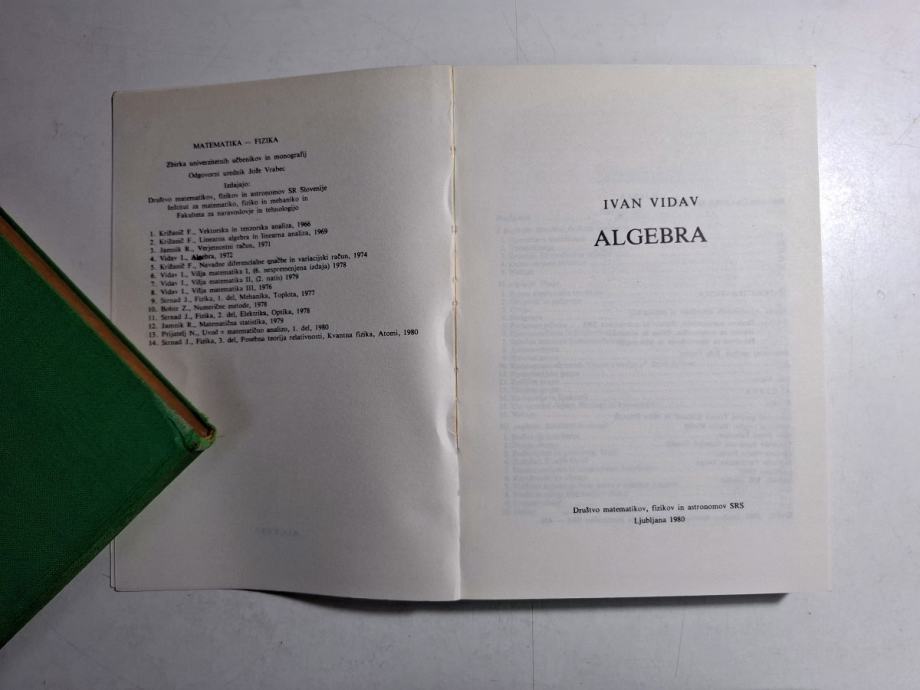 MATEMATIKA — FIZIKA
Zbirka univerzitetnih učbenikov in monografij
Odgovorni urednik Jože Vrabec
Izdajajo:
Društvo matematikov, fizikov in astronomov SR Slovenije
Inštitut za matematiko, fiziko in mehaniko in
Fakulteta za naravoslovje in tehnologijo
1. Križanič F., Vektorska in tenzorska analiza, 1966
2. Križanič F., Linearna algebra in linearna analiza, 1969
3. Jamnik R., Verjetnostni račun, 1971
4. Vidav I., Algebra, 1972
5. Križanič F., Navadne diferencialne enačbe in variacijski račun, 1974
6. Vidav I., Višja matematika I, (6. nespremenjena izdaja) 1978
7. Vidav I., Višja matematika II, (2. natis) 1979
8. Vidav I., Višja matematika III, 1976
9. Strnad J., Fizika, 1. del, Mehanika, Toplota, 1977
10. Bohte Z., Numerične metode, 1978
11. Strnad J., Fizika, 2. del, Elektrika, Optika, 1978
12. Jamnik R., Matematična statistika, 1979
13. Prijatelj N., Uvod v matematično analizo, 1. del, 1980
14. Strnad J., Fizika, 3. del, Posebna teorija relativnosti, Kvantna fizika, Atomi, 1980
IVAN VIDAV
ALGEBRA
Društvo matematikov, fizikov in astronomov SRS
Ljubljana 1980